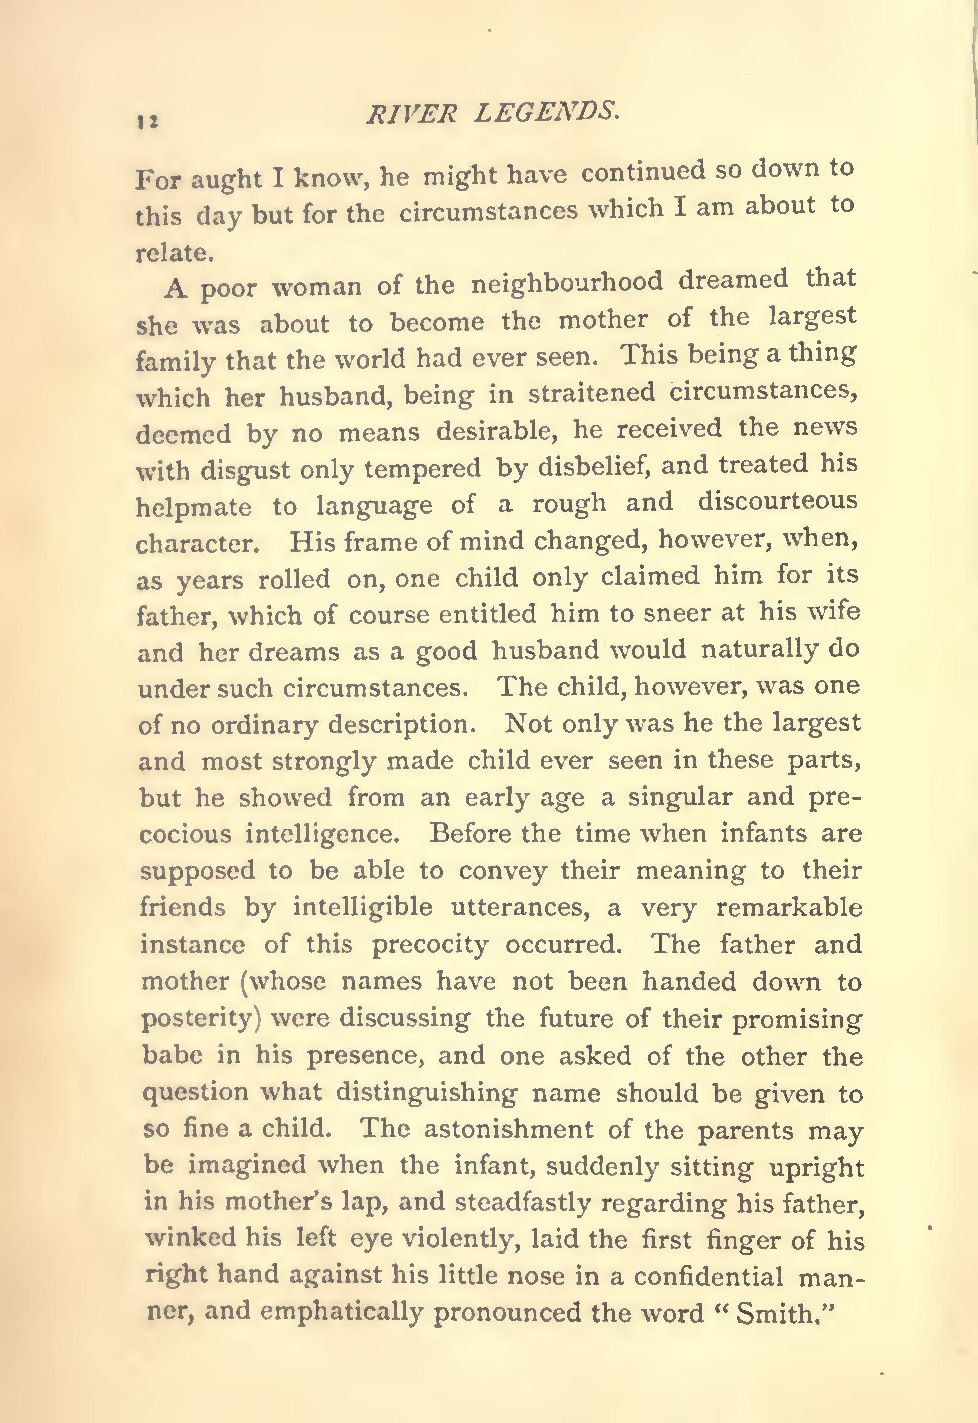 12 RIVER LEGENDS.
For aught I know, he might have continued so down to
this day but for the circumstances which I am about to
relate.
A poor woman of the neighbourhood dreamed that
she was about to become the mother of the largest
family that the world had ever seen. This being a thing
which her husband, being in straitened circumstances,
deemed by no means desirable, he received the news
with disgust only tempered by disbelief, and treated his
helpmate to language of a rough and discourteous
character. His frame of mind changed, however, when,
as years rolled on, one child only claimed him for its
father, which of course entitled him to sneer at his wife
and her dreams as a good husband would naturally do
under such circumstances. The child, however, was one
of no ordinary description. Not only was he the largest
and most strongly made child ever seen in these parts,
but he showed from an early age a singular and pre-
cocious intelligence. Before the time when infants are
supposed to be able to convey their meaning to their
friends by intelligible utterances, a very remarkable
instance of this precocity occurred. The father and
mother (whose names have not been handed down to
posterity) were discussing the future of their promising
babe in his presence, and one asked of the other the
question what distinguishing name should be given to
so fine a child. The astonishment of the parents may
be imagined when the infant, suddenly sitting upright
in his mother's lap, and steadfastly regarding his father,
winked his left eye violently, laid the first finger of his
right hand against his little nose in a confidential man-
ner, and emphatically pronounced the word “ Smith.”